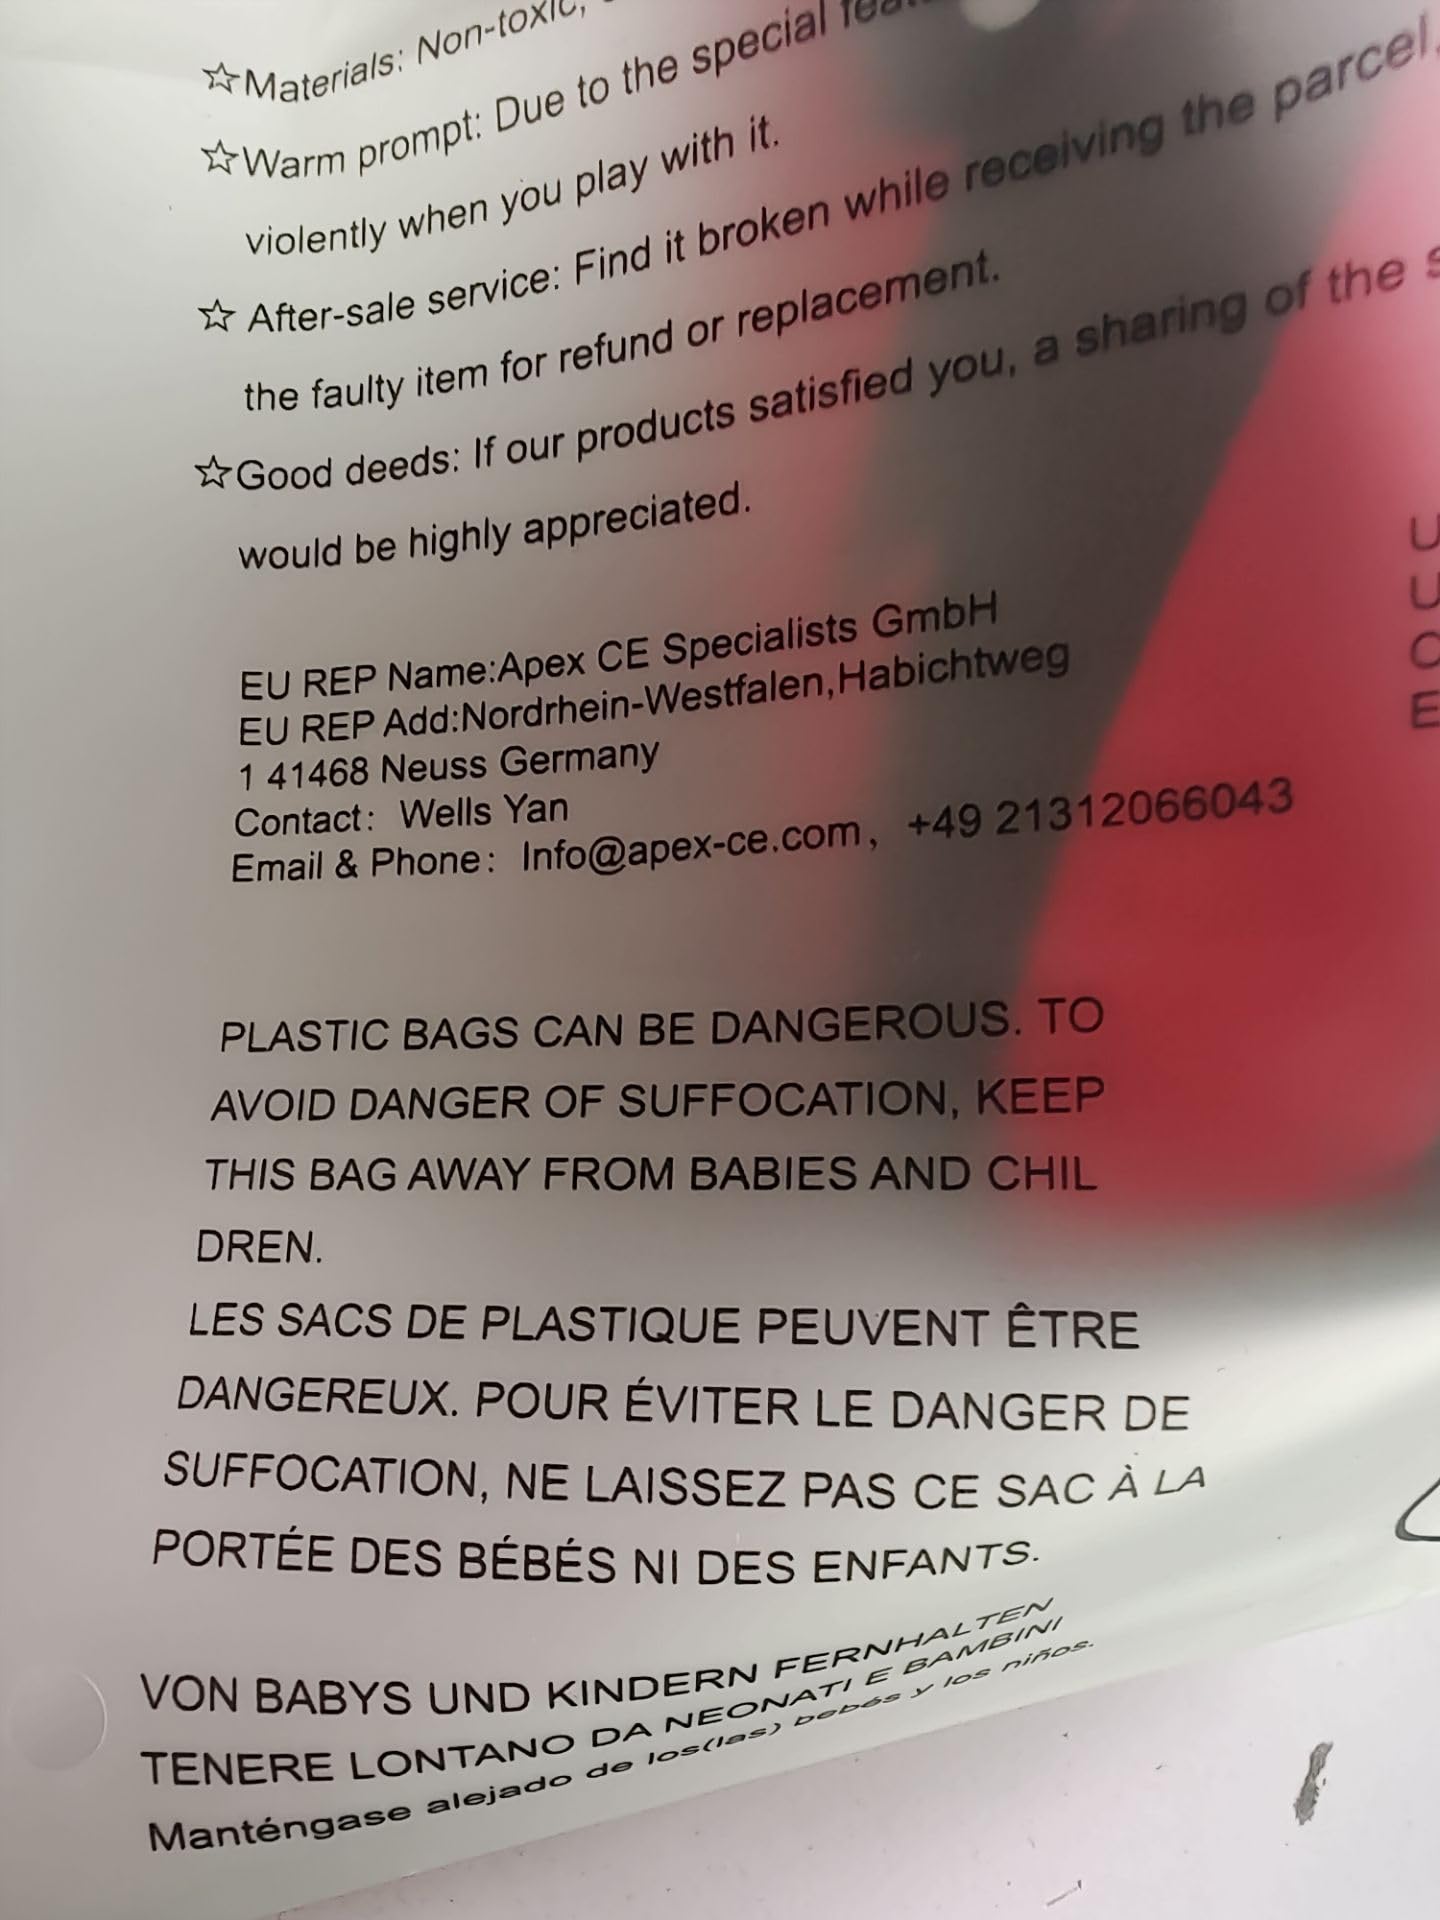 ☆Materials: Non-toxic,
☆Warm prompt: Due to the special
violently when you play with it.
☆ After-sale service: Find it broken while receiving the parcel,
the faulty item for refund or replacement.
☆Good deeds: If our products satisfied you, a sharing of the
would be highly appreciated.
EU REP Name:Apex CE Specialists GmbH
EU REP Add:Nordrhein-Westfalen,Habichtweg
1 41468 Neuss Germany
Contact: Wells Yan
Email & Phone: Info@apex-ce.com, +49 21312066043
PLASTIC BAGS CAN BE DANGEROUS. TO
AVOID DANGER OF SUFFOCATION, KEEP
THIS BAG AWAY FROM BABIES AND CHIL
DREN.
LES SACS DE PLASTIQUE PEUVENT ÊTRE
DANGEREUX. POUR ÉVITER LE DANGER DE
SUFFOCATION, NE LAISSEZ PAS CE SAC À LA
PORTÉE DES BÉBÉS NI DES ENFANTS.
VON BABYS UND KINDERN FERNHALTEN
TENERE LONTANO DA NEONATI E BAMBINI
Manténgase alejado de los(las) bebés y los niños.